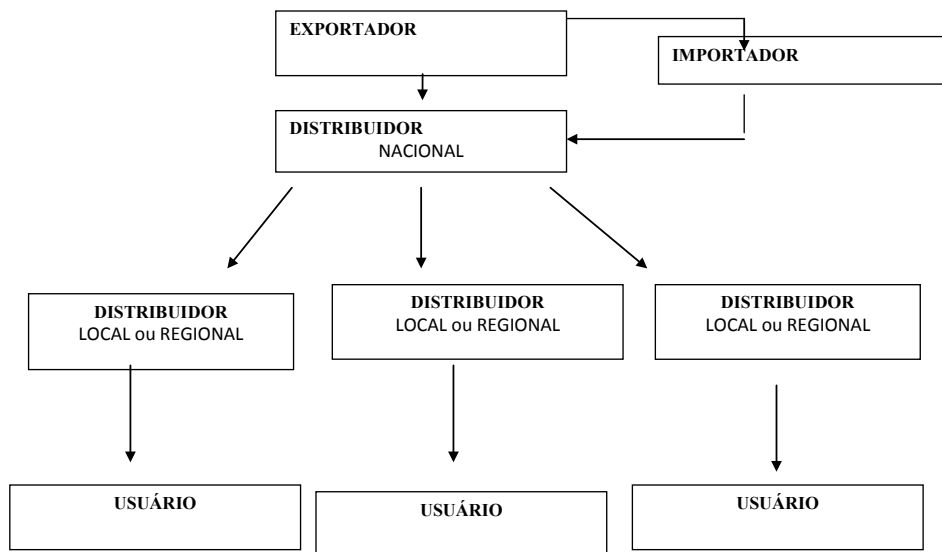 EXPORTADOR
IMPORTADOR
DISTRIBUIDOR
NACIONAL
DISTRIBUIDOR
LOCAL ou REGIONAL
DISTRIBUIDOR
LOCAL ou REGIONAL
DISTRIBUIDOR
LOCAL ou REGIONAL
USUÁRIO
USUÁRIO
USUÁRIO